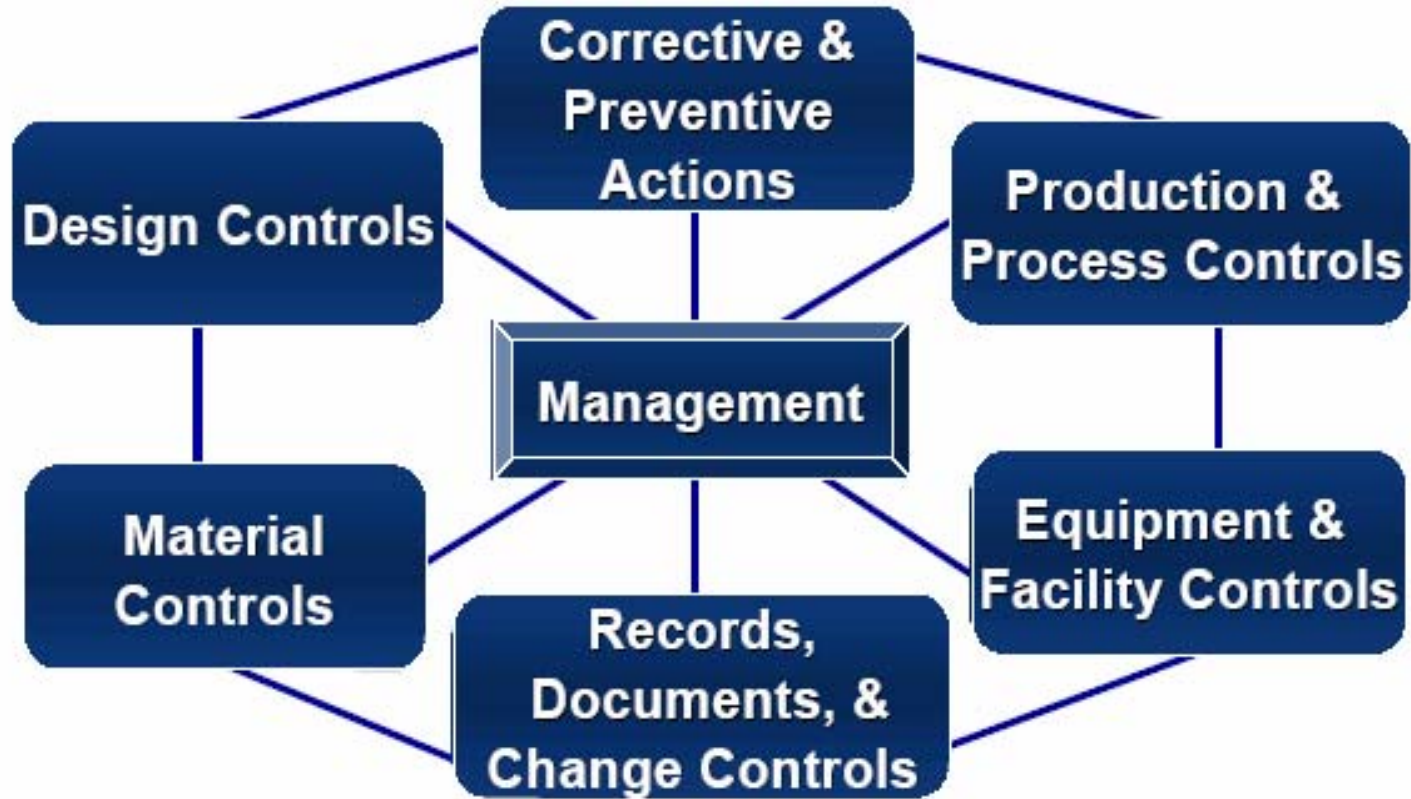 Corrective &
Preventive
Actions
Design Controls
Production &
Process Controls
Management
Material
Controls
Equipment &
Facility Controls
Records,
Documents, &
Change Controls